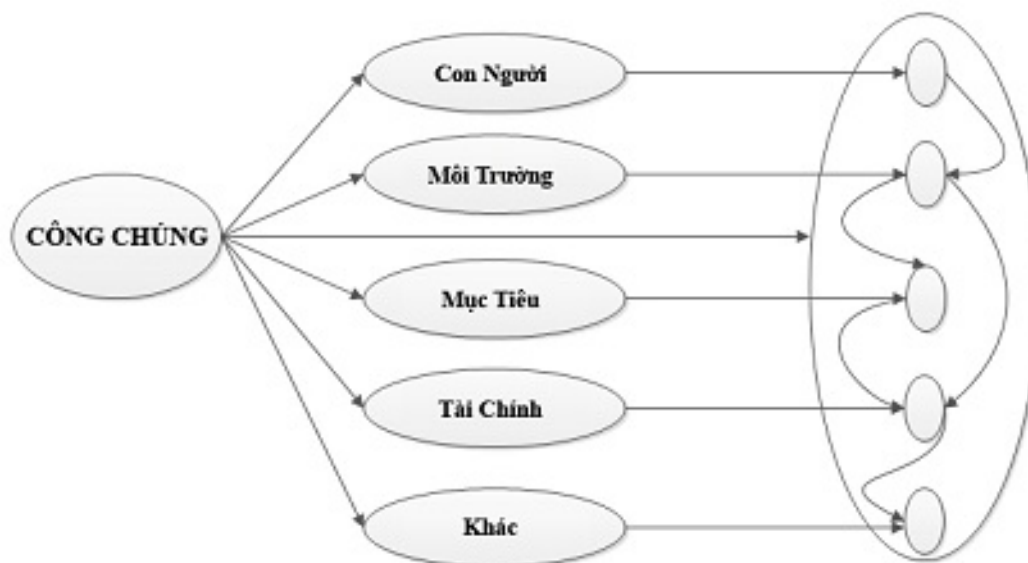 Con Người
Môi Trường
CÔNG CHÚNG
Mục Tiêu
Tài Chính
Khác